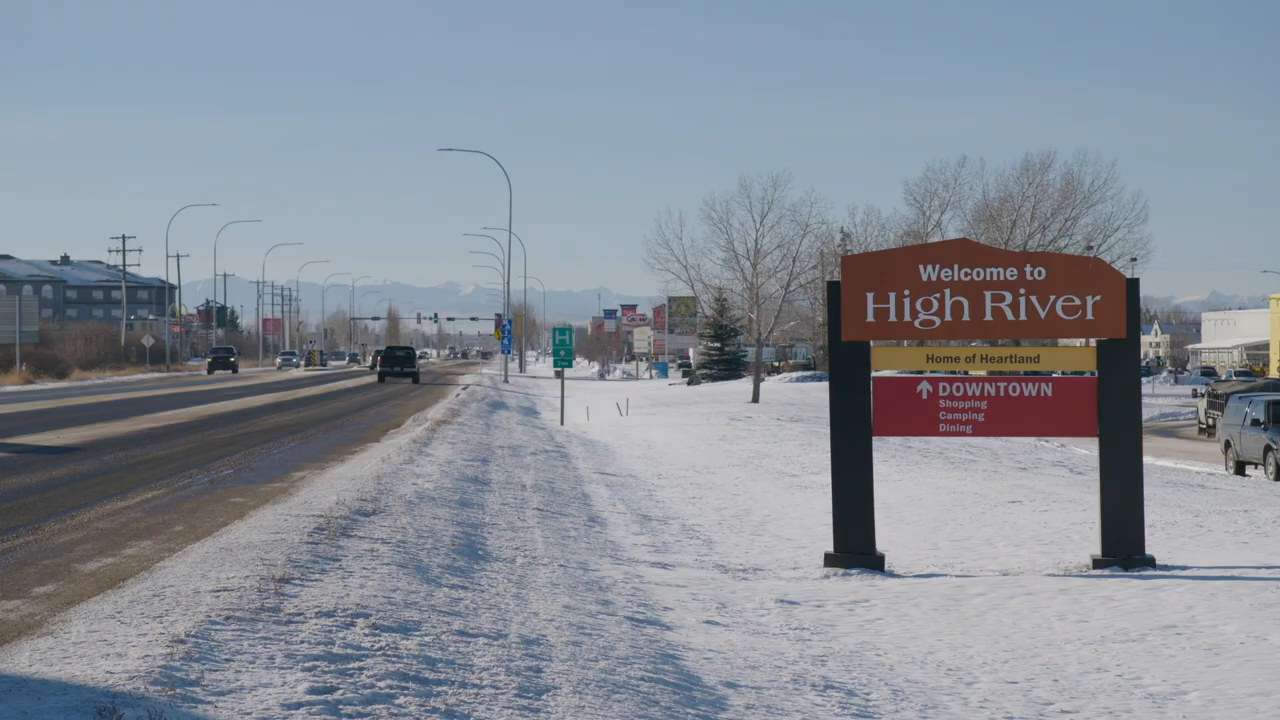 Welcome to
High River
Home of Heartland
DOWNTOWN
Shopping
Camping
Dining
H